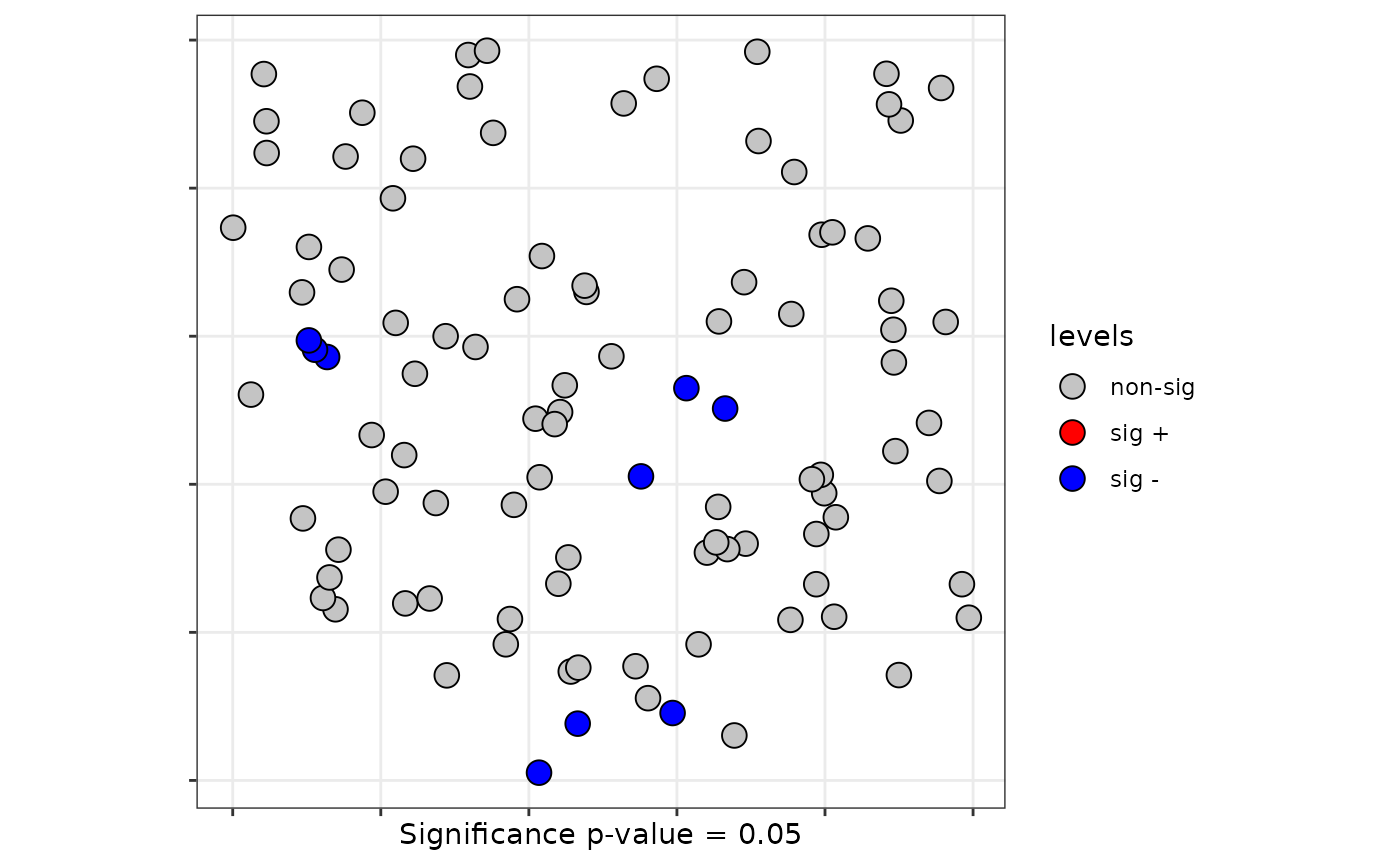 levels
non-sig
sig +
sig -
Significance p-value = 0.05